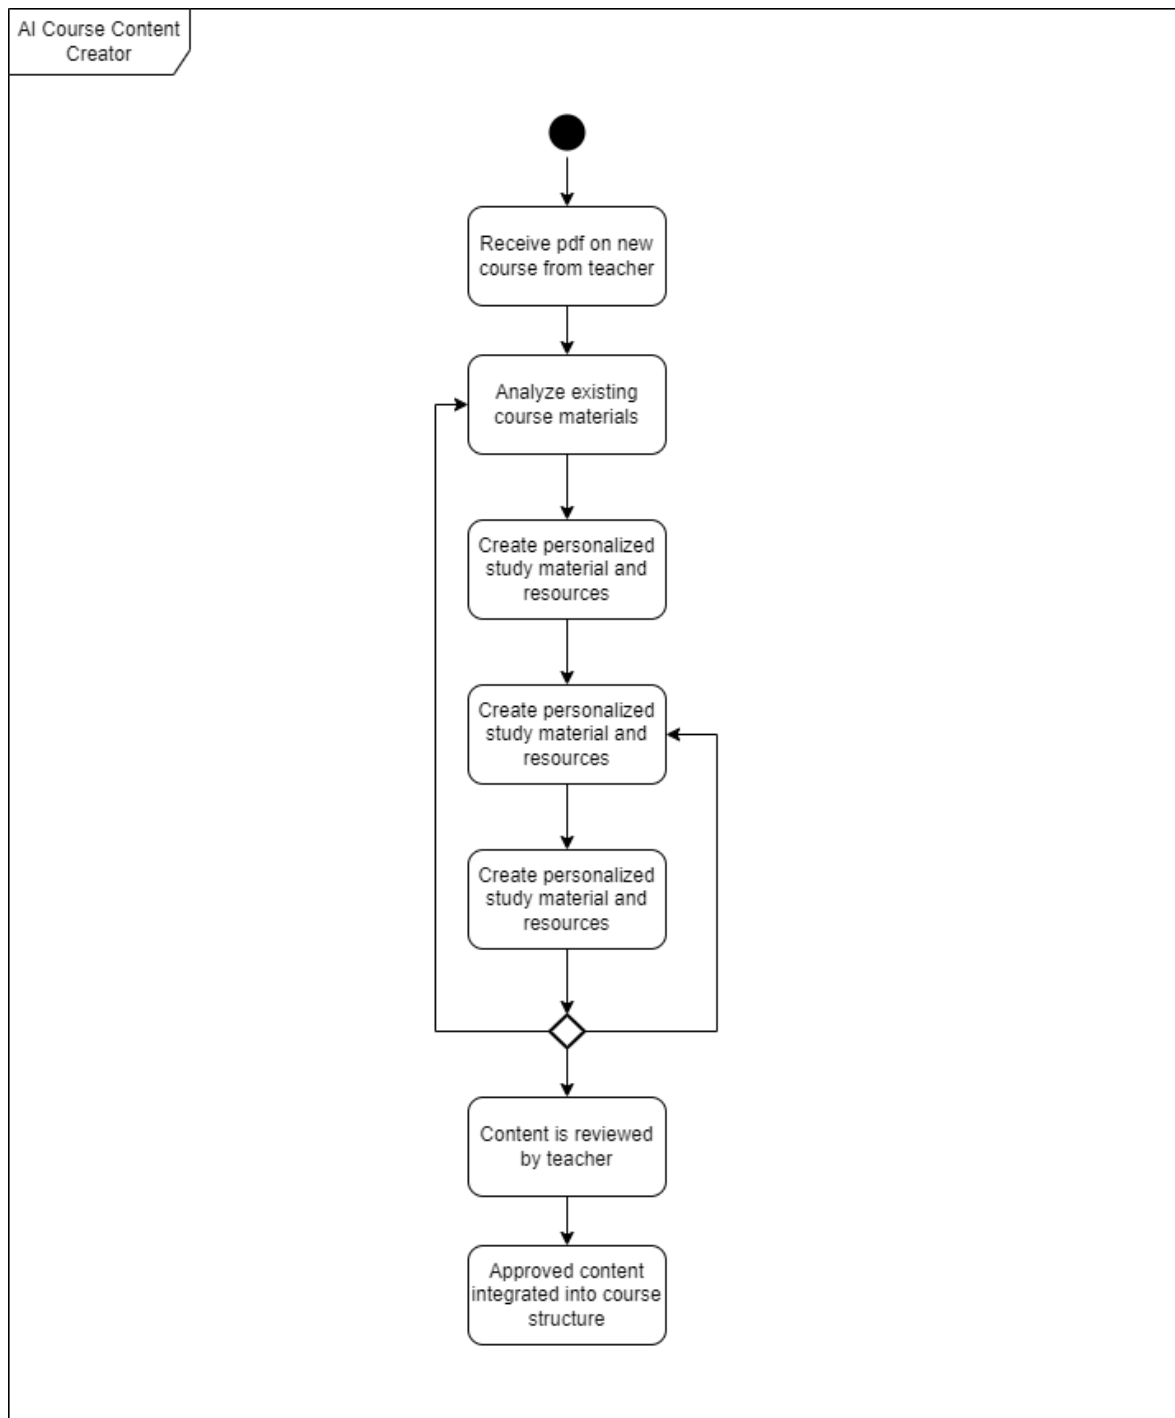 AI Course Content
Creator
Receive pdf on new
course from teacher
Analyze existing
course materials
Create personalized
study material and
resources
Create personalized
study material and
resources
Create personalized
study material and
resources
Content is reviewed
by teacher
Approved content
integrated into course
structure